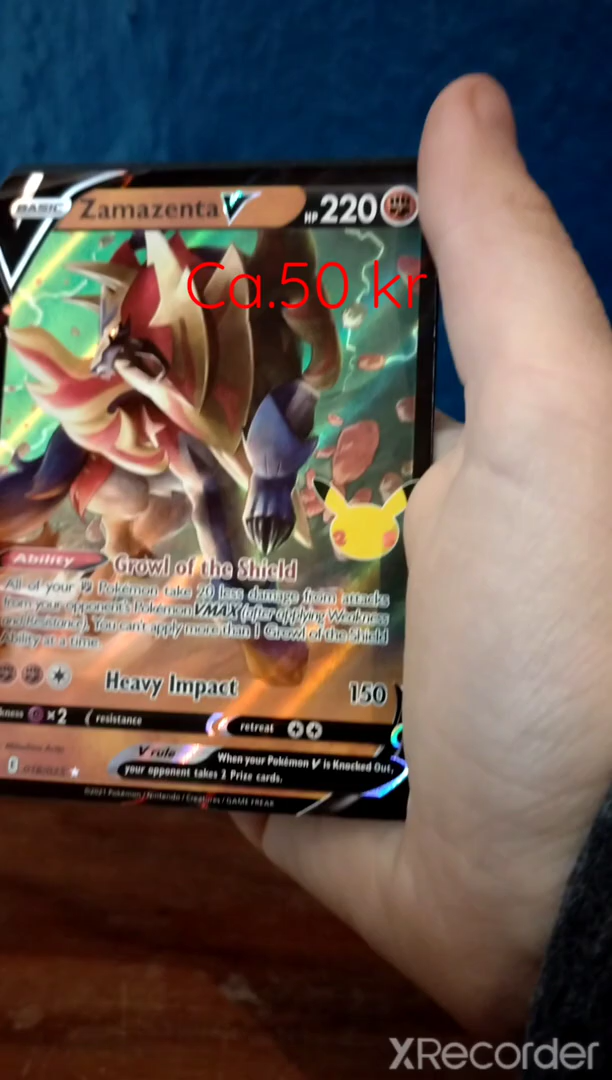 BASIC Zamazenta V HP 220
Ca.50 kr
Ability Growl of the Shield
All of your Pokémon take 20 less damage from attacks
from your opponent's Pokémon VMAX (after applying Weakness
and Resistance). You can't apply more than 1 Growl of the Shield
Ability at a time.
Heavy Impact 150
kness ×2 resistance retreat
V rule When your Pokémon V is Knocked Out,
your opponent takes 2 Prize cards.
©2021 Pokémon / Nintendo / Creatures / GAME FREAK
XRecorder